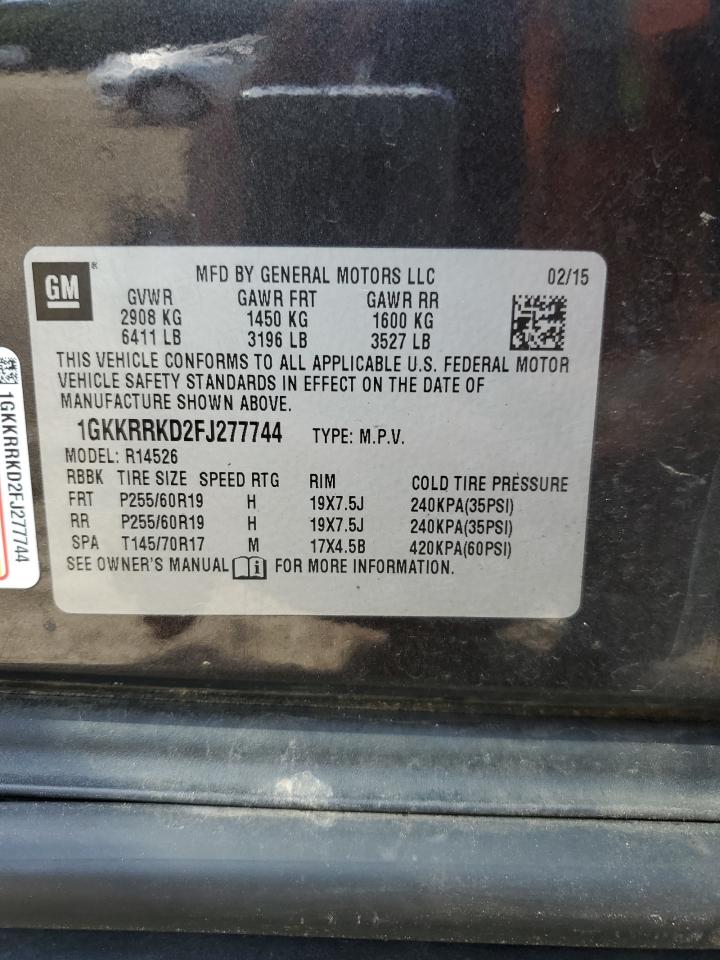 GM
MFD BY GENERAL MOTORS LLC 02/15
GVWR GAWR FRT GAWR RR
2908 KG 1450 KG 1600 KG
6411 LB 3196 LB 3527 LB
THIS VEHICLE CONFORMS TO ALL APPLICABLE U.S. FEDERAL MOTOR
VEHICLE SAFETY STANDARDS IN EFFECT ON THE DATE OF
MANUFACTURE SHOWN ABOVE.
1GKKRRKD2FJ277744 TYPE: M.P.V.
MODEL: R14526
RBBK TIRE SIZE SPEED RTG RIM COLD TIRE PRESSURE
FRT P255/60R19 H 19X7.5J 240KPA(35PSI)
RR P255/60R19 H 19X7.5J 240KPA(35PSI)
SPA T145/70R17 M 17X4.5B 420KPA(60PSI)
SEE OWNER'S MANUAL i FOR MORE INFORMATION.
1GKKRRKD2FJ277744